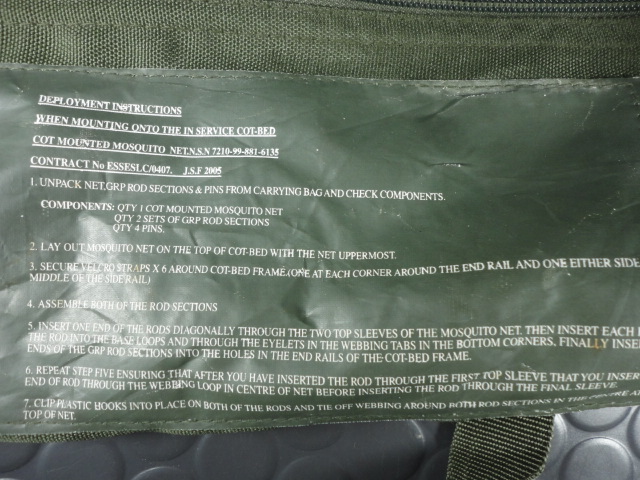 DEPLOYMENT INSTRUCTIONS
WHEN MOUNTING ONTO THE IN SERVICE COT-BED
COT MOUNTED MOSQUITO NET.N.S.N 7210-99-881-6135
CONTRACT No ESSESLC/0407. J.S.F 2005
1. UNPACK NET,GRP ROD SECTIONS & PINS FROM CARRYING BAG AND CHECK COMPONENTS.
COMPONENTS: QTY 1 COT MOUNTED MOSQUITO NET
QTY 2 SETS OF GRP ROD SECTIONS
QTY 4 PINS.
2. LAY OUT MOSQUITO NET ON THE TOP OF COT-BED WITH THE NET UPPERMOST.
3. SECURE VELCRO STRAPS X 6 AROUND COT-BED FRAME.(ONE AT EACH CORNER AROUND THE END RAIL AND ONE EITHER SIDE
MIDDLE OF THE SIDE RAIL)
4. ASSEMBLE BOTH OF THE ROD SECTIONS
5. INSERT ONE END OF THE RODS DIAGONALLY THROUGH THE TWO TOP SLEEVES OF THE MOSQUITO NET. THEN INSERT EACH
THE ROD INTO THE BASE LOOPS AND THROUGH THE EYELETS IN THE WEBBING TABS IN THE BOTTOM CORNERS. FINALLY INSE
ENDS OF THE GRP ROD SECTIONS INTO THE HOLES IN THE END RAILS OF THE COT-BED FRAME.
6. REPEAT STEP FIVE ENSURING THAT AFTER YOU HAVE INSERTED THE ROD THROUGH THE FIRST TOP SLEEVE THAT YOU INSE
END OF ROD THROUGH THE WEBBING LOOP IN CENTRE OF NET BEFORE INSERTING THE ROD THROUGH THE FINAL SLEEVE.
7. CLIP PLASTIC HOOKS INTO PLACE ON BOTH OF THE RODS AND TIE OFF WEBBING AROUND BOTH ROD SECTIONS IN THE CENTRE AT
TOP OF NET.